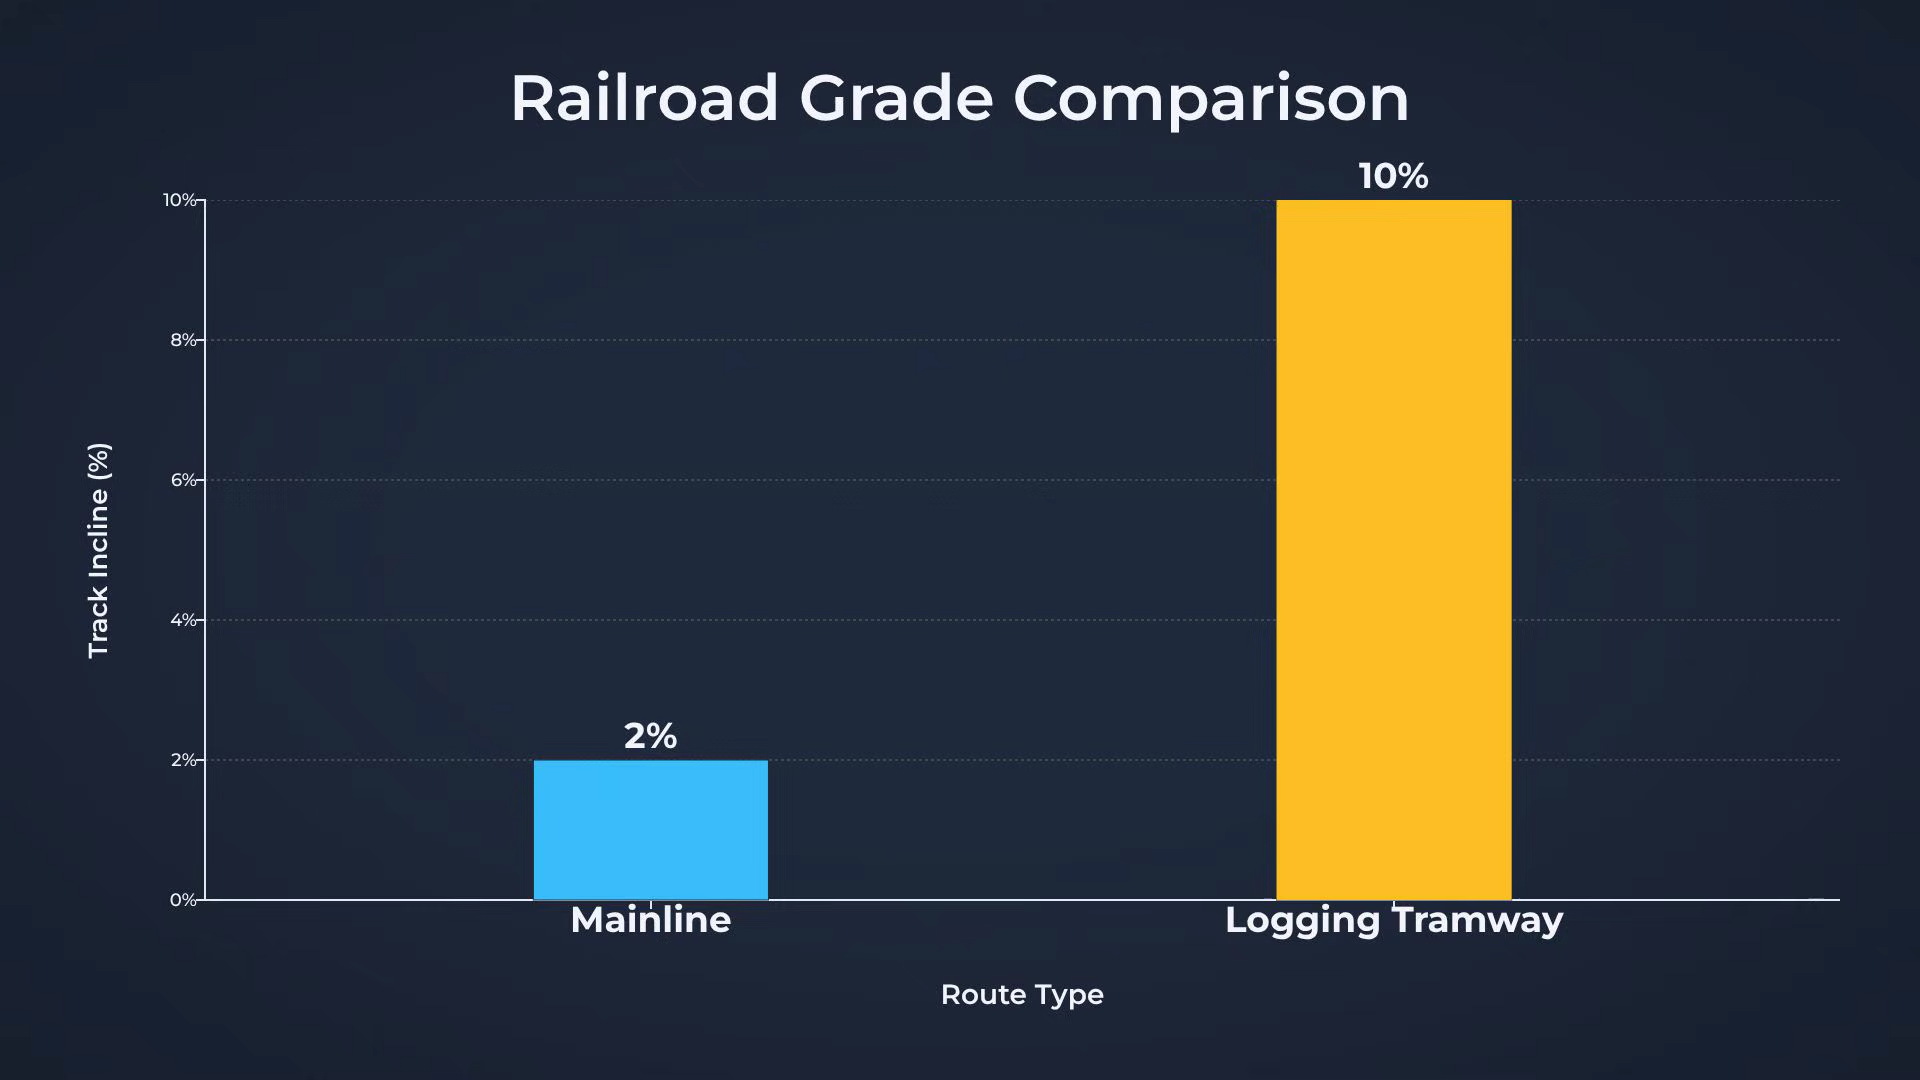 Railroad Grade Comparison
10%
10%
8%
6%
4%
2%
2%
0%
Track Incline (%)
Mainline
Logging Tramway
Route Type